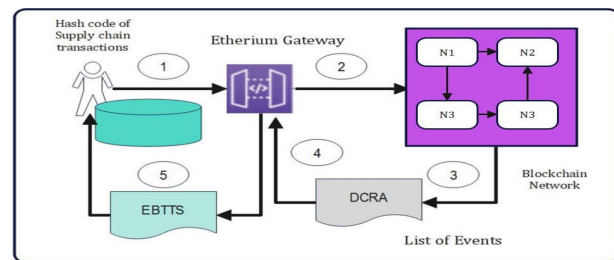 Hash code of
Supply chain
transactions
Etherium Gateway
1
2
N1
N2
N3
N3
</>
4
3
5
Blockchain
Network
EBTTS
DCRA
List of Events